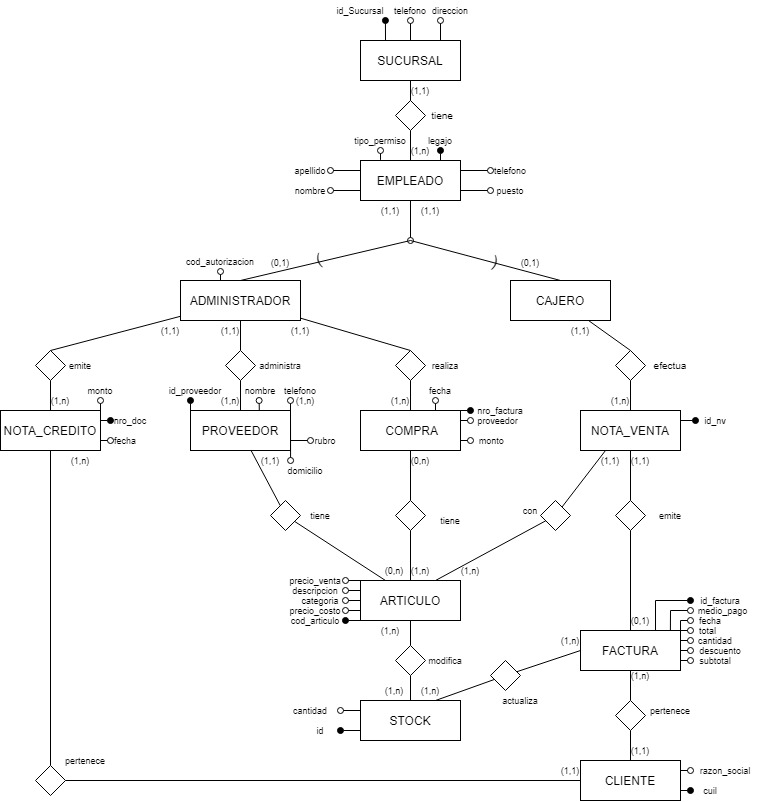 id_Sucursal telefono direccion
SUCURSAL
(1,1)
tiene
tipo_permiso (1,n) legajo
apellido telefono
EMPLEADO
nombre puesto
(1,1) (1,1)
cod_autorizacion (0,1) ( ) (0,1)
ADMINISTRADOR CAJERO
(1,1) (1,1) (1,1) (1,1)
emite administra realiza efectua
monto id_proveedor nombre telefono fecha
(1,n) (1,n) (1,n) (1,n) (1,n)
nro_doc nro_factura id_nv
proveedor
NOTA_CREDITO PROVEEDOR COMPRA NOTA_VENTA
fecha rubro monto
(1,n) (1,1) (0,n) (1,1) (1,1)
domicilio
tiene tiene con emite
(0,n) (1,n) (1,n)
precio_venta
descripcion
categoria
precio_costo
cod_articulo
ARTICULO
id_factura
medio_pago
fecha
total
cantidad
descuento
subtotal
(0,1)
FACTURA
(1,n) (1,n) (1,n)
modifica
(1,n) (1,n)
actualiza
cantidad
STOCK
id
pertenece
pertenece (1,1)
(1,1) razon_social
CLIENTE
cuil